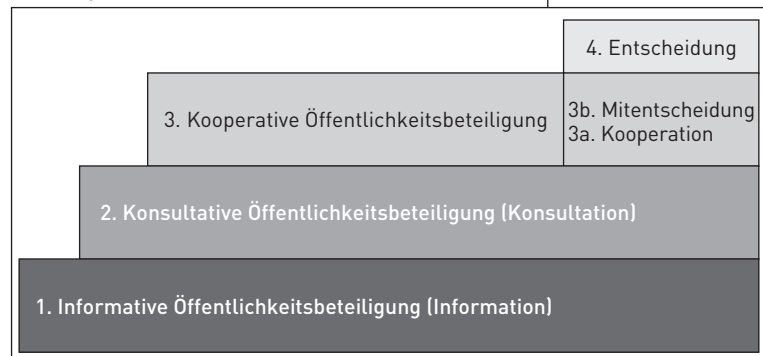 4. Entscheidung
3. Kooperative Öffentlichkeitsbeteiligung
3b. Mitentscheidung
3a. Kooperation
2. Konsultative Öffentlichkeitsbeteiligung (Konsultation)
1. Informative Öffentlichkeitsbeteiligung (Information)